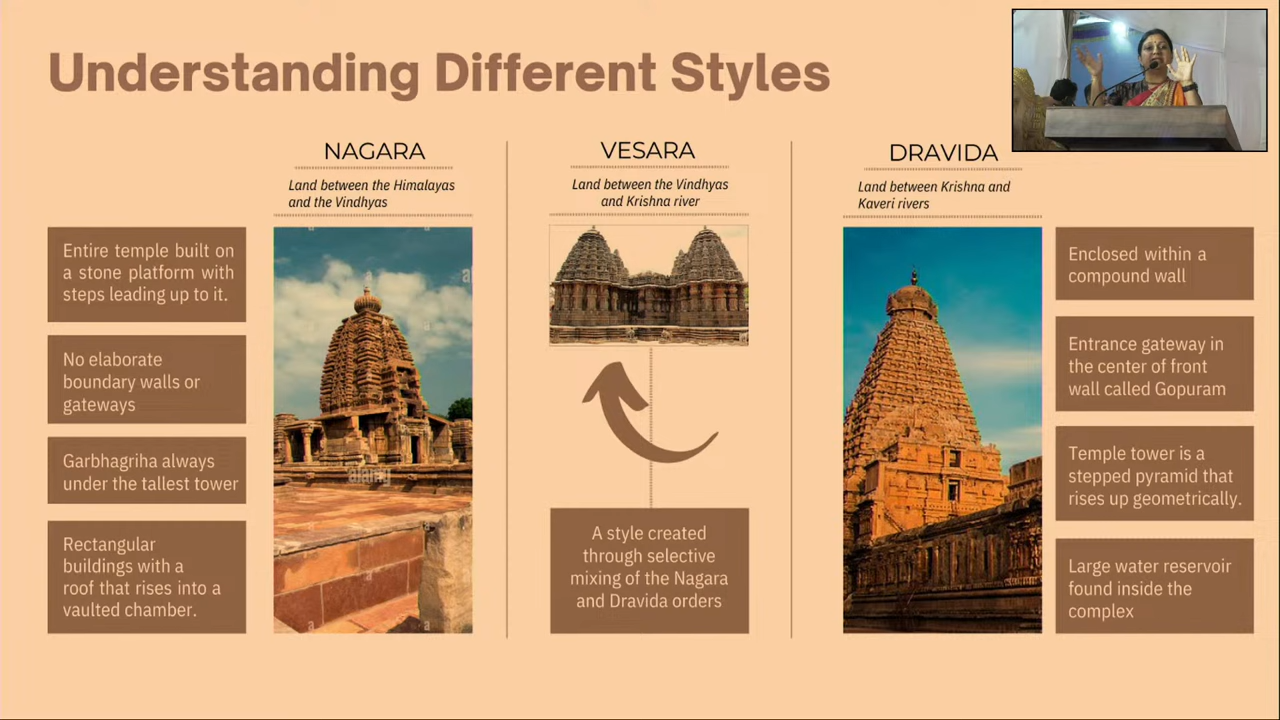 Understanding Different Styles
NAGARA
Land between the Himalayas
and the Vindhyas
Entire temple built on
a stone platform with
steps leading up to it.
No elaborate
boundary walls or
gateways
Garbhagriha always
under the tallest tower
Rectangular
buildings with a
roof that rises into a
vaulted chamber.
a
a
a
alamy
a
a
VESARA
Land between the Vindhyas
and Krishna river
A style created
through selective
mixing of the Nagara
and Dravida orders
DRAVIDA
Land between Krishna and
Kaveri rivers
Enclosed within a
compound wall
Entrance gateway in
the center of front
wall called Gopuram
Temple tower is a
stepped pyramid that
rises up geometrically.
Large water reservoir
found inside the
complex